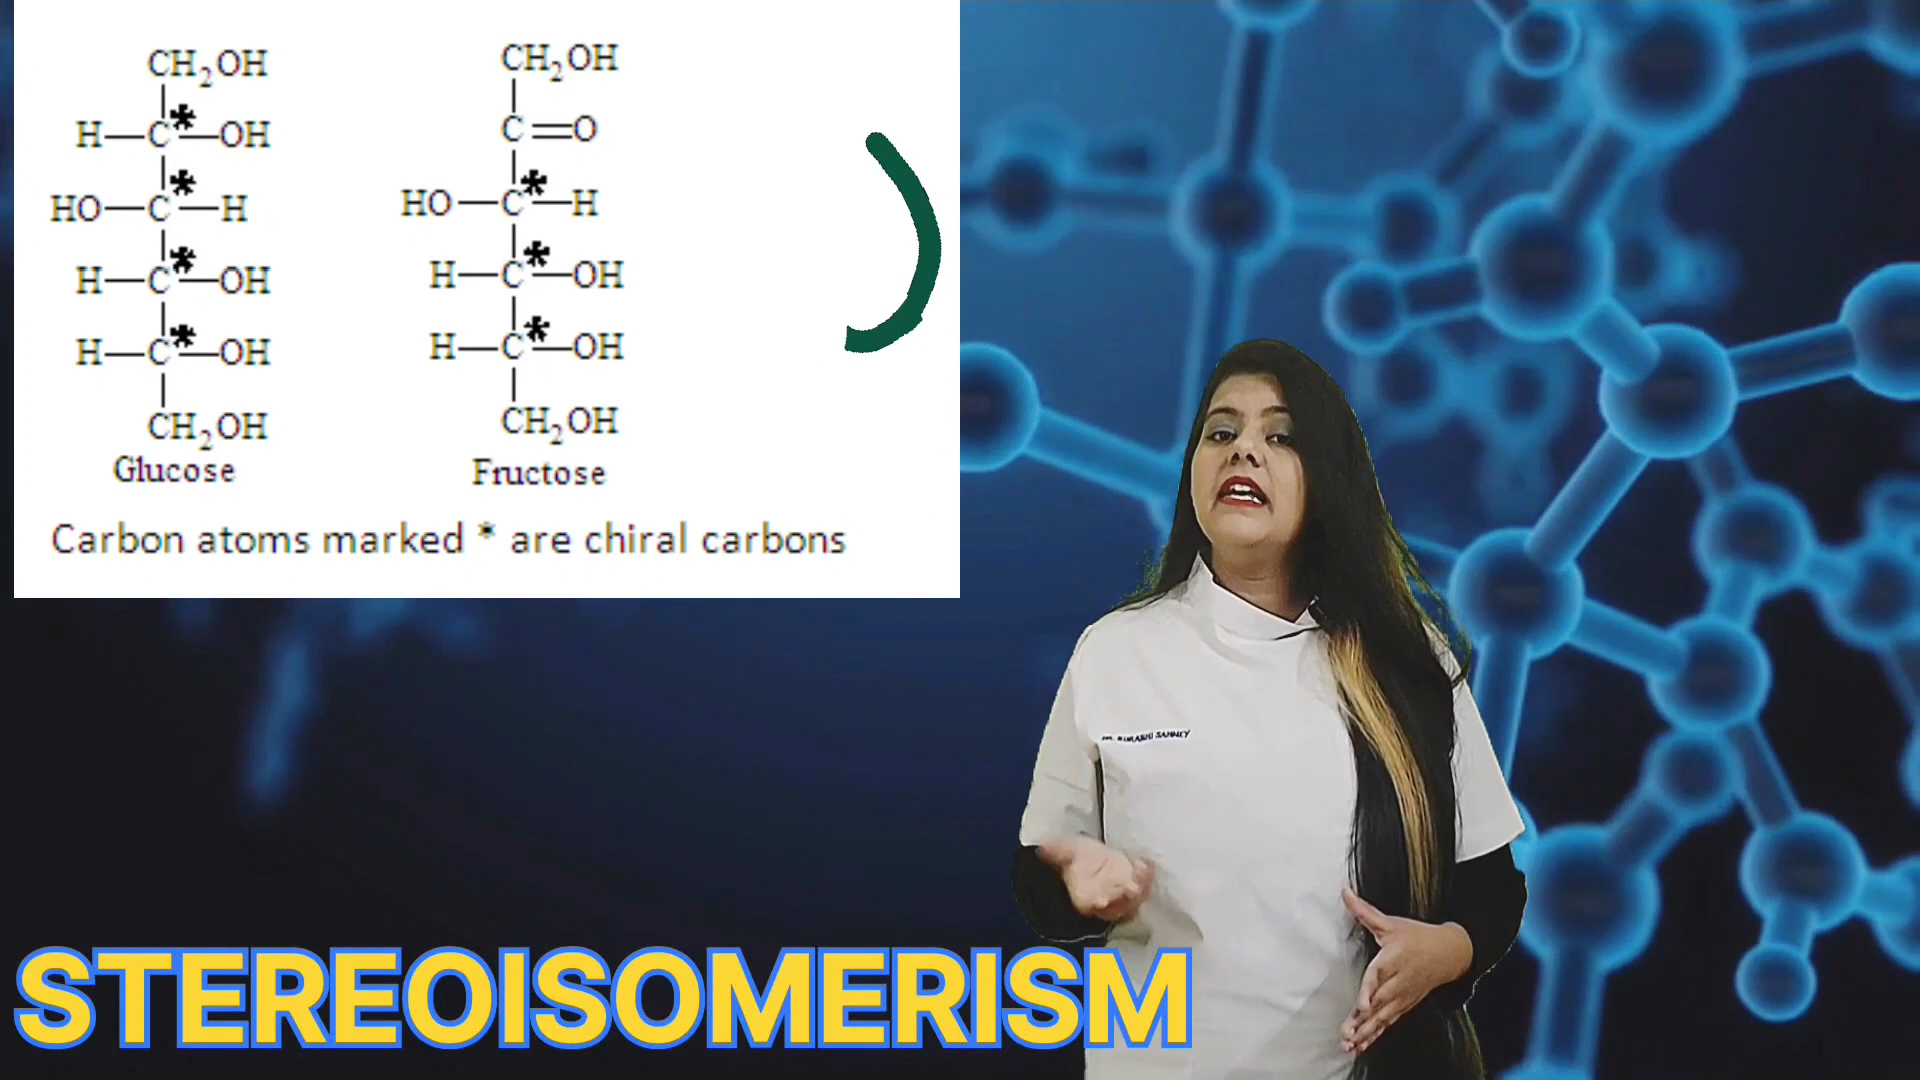 CH2OH
H—C*—OH
HO—C*—H
H—C*—OH
H—C*—OH
CH2OH
Glucose
CH2OH
C=O
HO—C*—H
H—C*—OH
H—C*—OH
CH2OH
Fructose
Carbon atoms marked * are chiral carbons
SAHNEY
STEREOISOMERISM